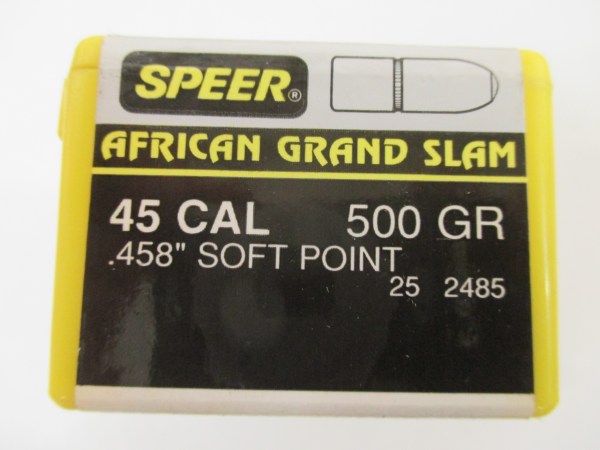 SPEER®
AFRICAN GRAND SLAM
45 CAL 500 GR
.458" SOFT POINT
25 2485